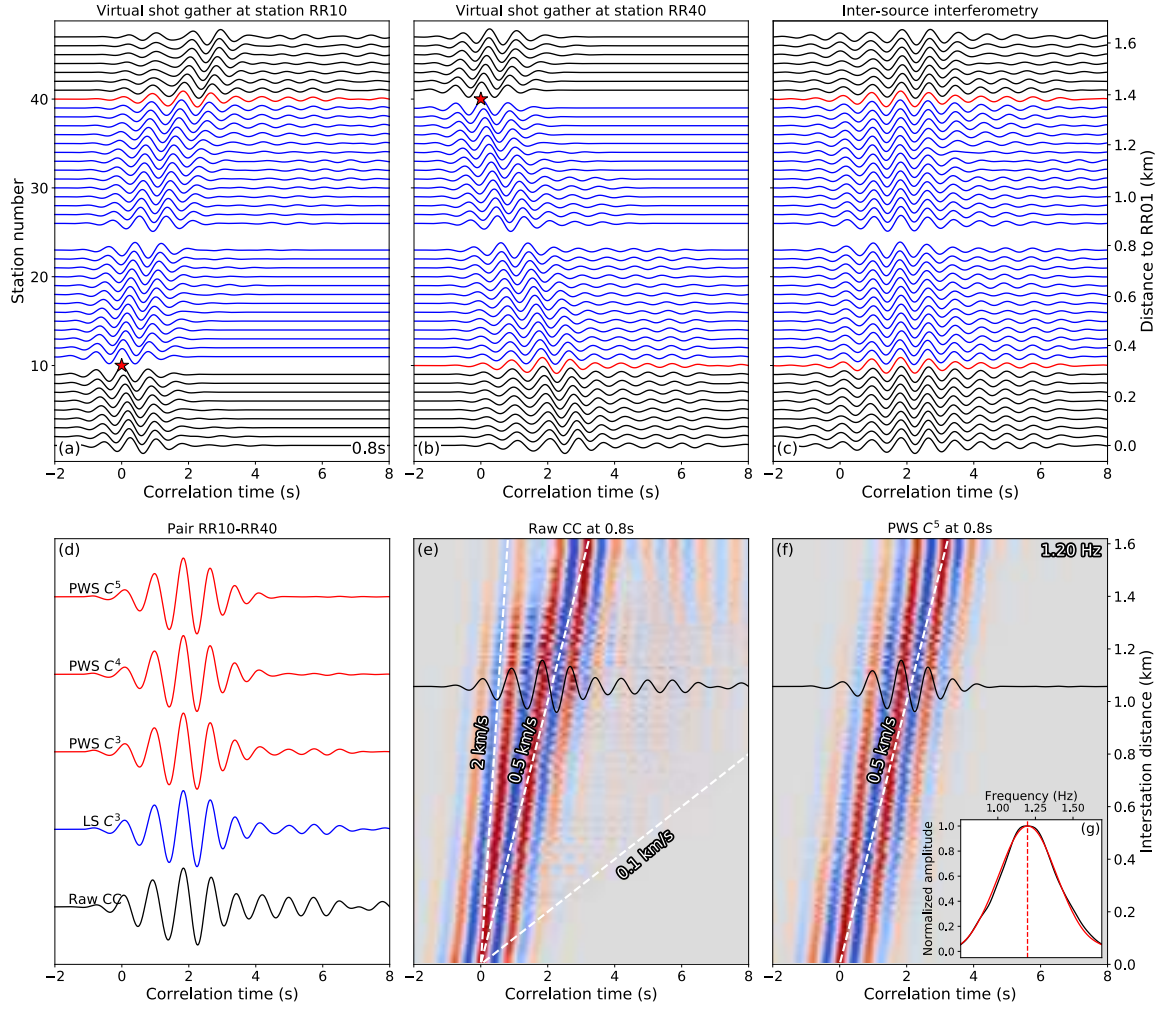 Virtual shot gather at station RR10
Virtual shot gather at station RR40
Inter-source interferometry
Station number
40
30
20
10
(a)
0.8s
(b)
(c)
1.6
1.4
1.2
1.0
0.8
0.6
0.4
0.2
0.0
Distance to RR01 (km)
−2 0 2 4 6 8
−2 0 2 4 6 8
−2 0 2 4 6 8
Correlation time (s)
Correlation time (s)
Correlation time (s)
Pair RR10-RR40
Raw CC at 0.8s
PWS C⁵ at 0.8s
(d)
PWS C⁵
PWS C⁴
PWS C³
LS C³
Raw CC
(e)
2 km/s
0.5 km/s
0.1 km/s
(f)
1.20 Hz
0.5 km/s
1.6
1.4
1.2
1.0
0.8
0.6
0.4
0.2
0.0
Interstation distance (km)
Frequency (Hz)
1.00 1.25 1.50
(g)
Normalized amplitude
1.0
0.8
0.6
0.4
0.2
0.0
−2 0 2 4 6 8
−2 0 2 4 6 8
−2 0 2 4 6 8
Correlation time (s)
Correlation time (s)
Correlation time (s)